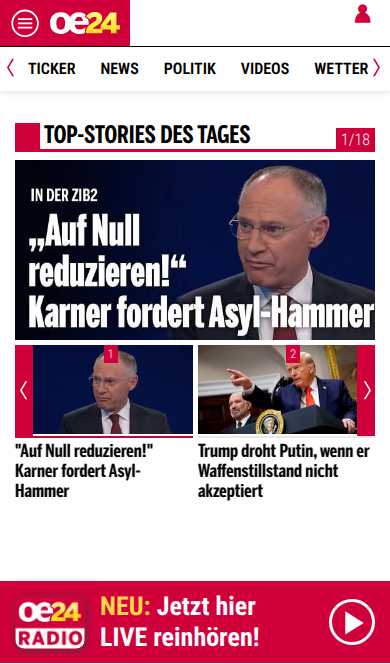 oe24
TICKER NEWS POLITIK VIDEOS WETTER
TOP-STORIES DES TAGES
1/18
IN DER ZIB2
„Auf Null
reduzieren!“
Karner fordert Asyl-Hammer
1
2
"Auf Null reduzieren!"
Karner fordert Asyl-
Hammer
Trump droht Putin, wenn er
Waffenstillstand nicht
akzeptiert
oe24
RADIO
NEU: Jetzt hier
LIVE reinhören!